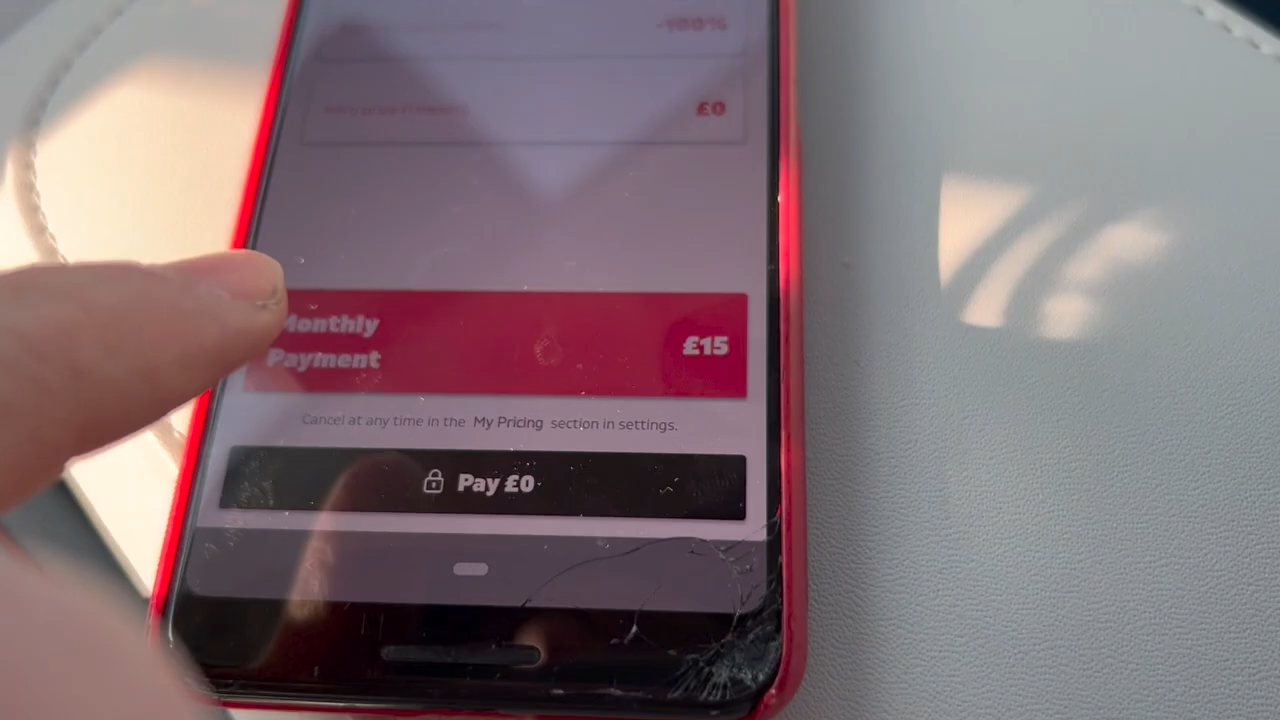 -100%
£0
Monthly
Payment
£15
Cancel at any time in the My Pricing section in settings.
Pay £0